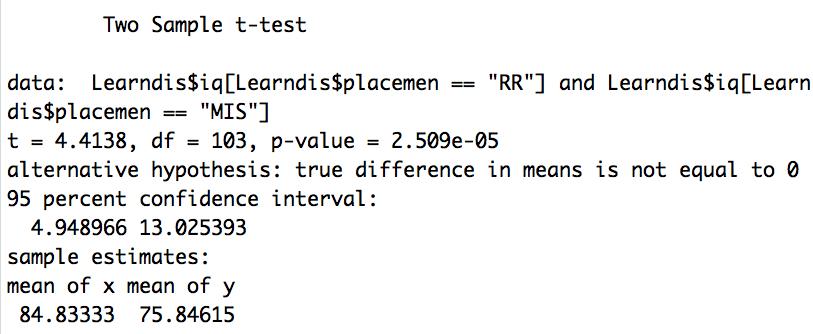 Two Sample t-test
data:  Learndis$iq[Learndis$placemen == "RR"] and Learndis$iq[Learn
dis$placemen == "MIS"]
t = 4.4138, df = 103, p-value = 2.509e-05
alternative hypothesis: true difference in means is not equal to 0
95 percent confidence interval:
4.948966 13.025393
sample estimates:
mean of x mean of y
84.83333  75.84615